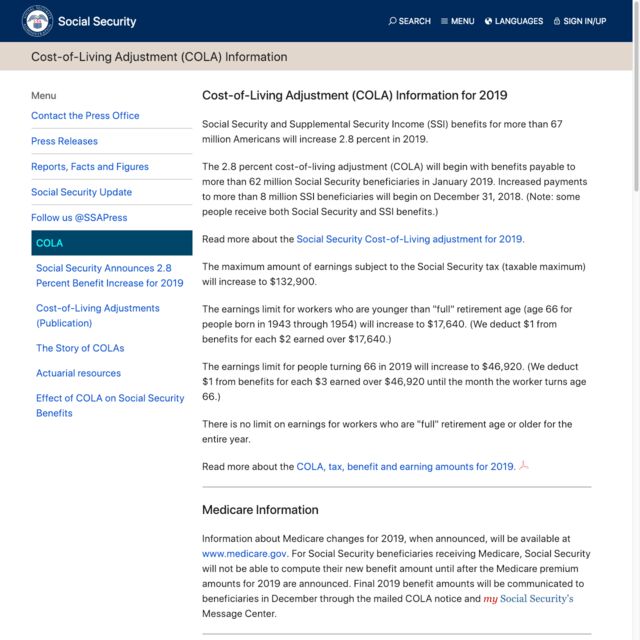 Social Security
SEARCH MENU LANGUAGES SIGN IN/UP
Cost-of-Living Adjustment (COLA) Information
Menu
Contact the Press Office
Press Releases
Reports, Facts and Figures
Social Security Update
Follow us @SSAPress
COLA
Social Security Announces 2.8
Percent Benefit Increase for 2019
Cost-of-Living Adjustments
(Publication)
The Story of COLAs
Actuarial resources
Effect of COLA on Social Security
Benefits
Cost-of-Living Adjustment (COLA) Information for 2019
Social Security and Supplemental Security Income (SSI) benefits for more than 67
million Americans will increase 2.8 percent in 2019.
The 2.8 percent cost-of-living adjustment (COLA) will begin with benefits payable to
more than 62 million Social Security beneficiaries in January 2019. Increased payments
to more than 8 million SSI beneficiaries will begin on December 31, 2018. (Note: some
people receive both Social Security and SSI benefits.)
Read more about the Social Security Cost-of-Living adjustment for 2019.
The maximum amount of earnings subject to the Social Security tax (taxable maximum)
will increase to $132,900.
The earnings limit for workers who are younger than "full" retirement age (age 66 for
people born in 1943 through 1954) will increase to $17,640. (We deduct $1 from
benefits for each $2 earned over $17,640.)
The earnings limit for people turning 66 in 2019 will increase to $46,920. (We deduct
$1 from benefits for each $3 earned over $46,920 until the month the worker turns age
66.)
There is no limit on earnings for workers who are "full" retirement age or older for the
entire year.
Read more about the COLA, tax, benefit and earning amounts for 2019.
Medicare Information
Information about Medicare changes for 2019, when announced, will be available at
www.medicare.gov. For Social Security beneficiaries receiving Medicare, Social Security
will not be able to compute their new benefit amount until after the Medicare premium
amounts for 2019 are announced. Final 2019 benefit amounts will be communicated to
beneficiaries in December through the mailed COLA notice and my Social Security's
Message Center.